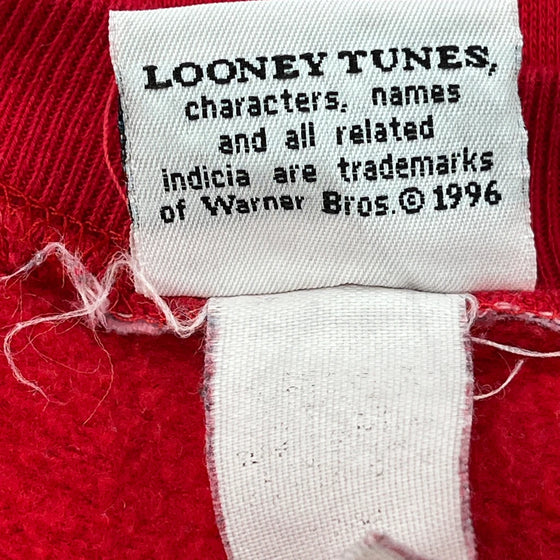 LOONEY TUNES,
characters, names
and all related
indicia are trademarks
of Warner Bros.© 1996